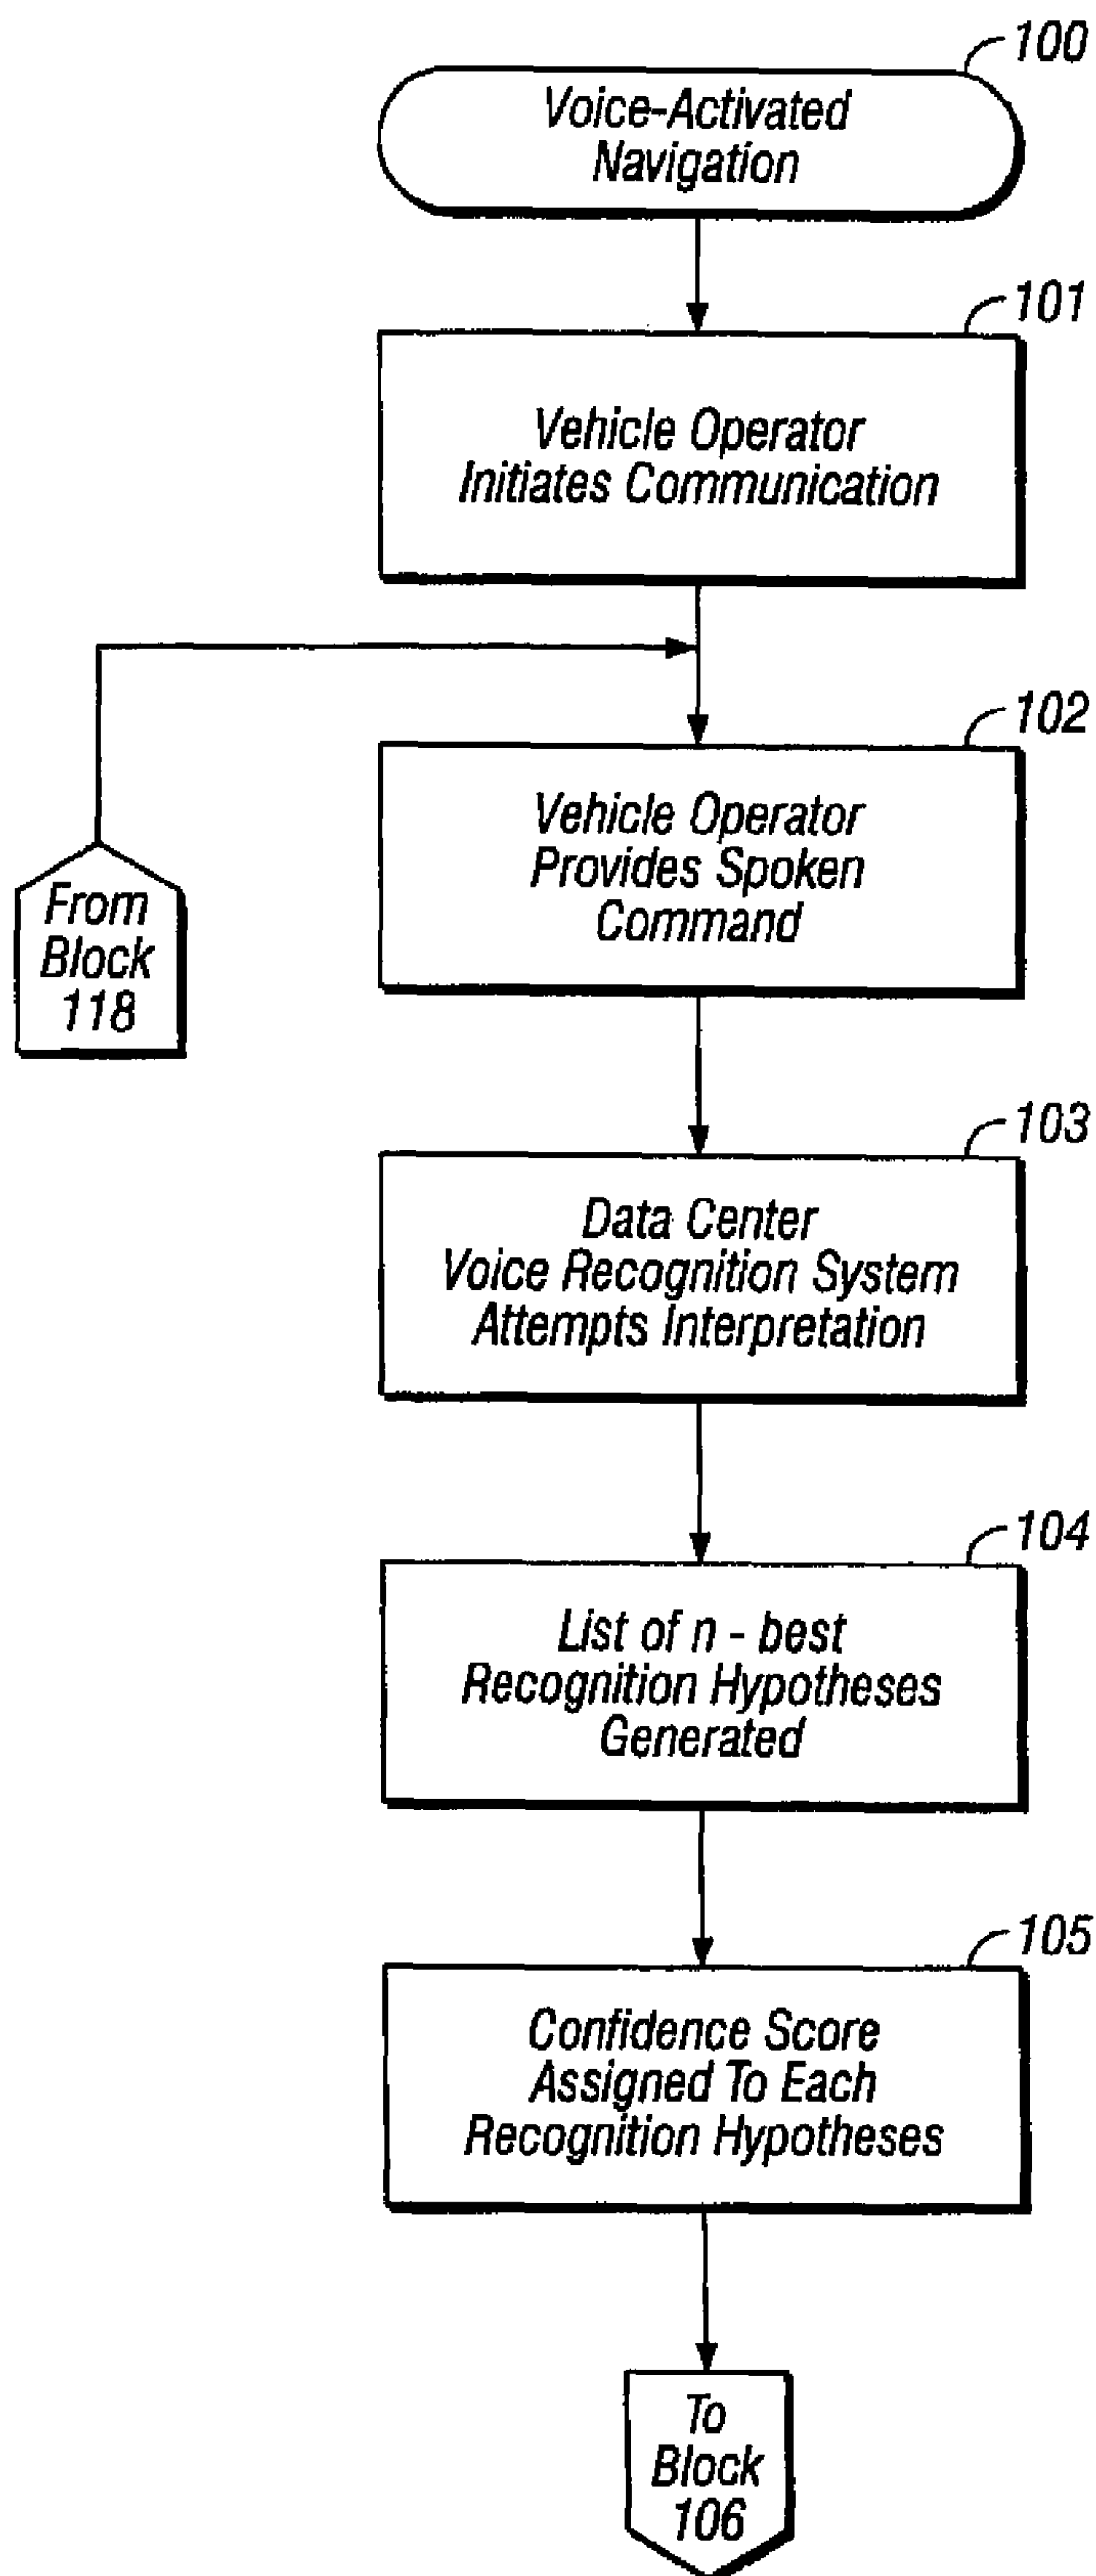 100
Voice-Activated
Navigation
101
Vehicle Operator
Initiates Communication
102
Vehicle Operator
Provides Spoken
Command
From
Block
118
103
Data Center
Voice Recognition System
Attempts Interpretation
104
List of n - best
Recognition Hypotheses
Generated
105
Confidence Score
Assigned To Each
Recognition Hypotheses
To
Block
106